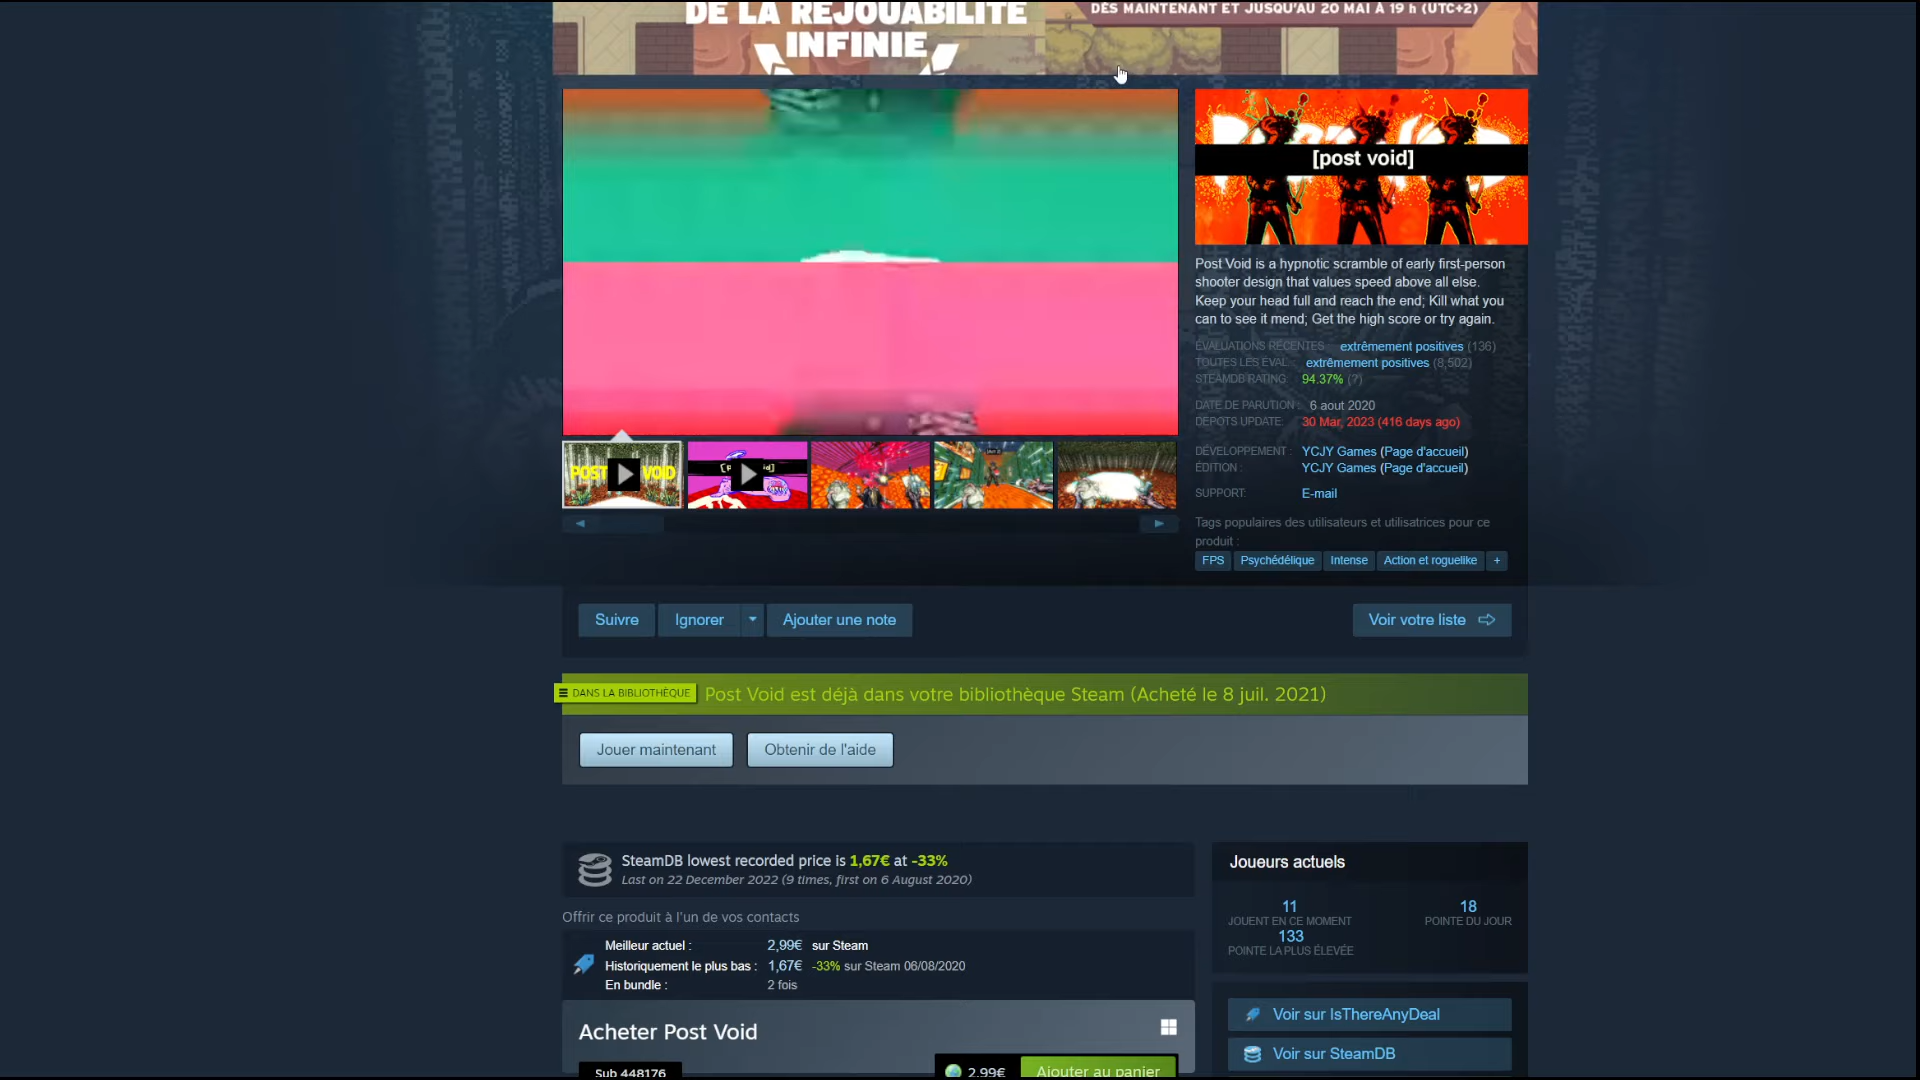 DE LA REJOUABILITÉ
INFINIE
DÈS MAINTENANT ET JUSQU'AU 20 MAI À 19 h (UTC+2)
[post void]
Post Void is a hypnotic scramble of early first-person
shooter design that values speed above all else.
Keep your head full and reach the end; Kill what you
can to see it mend; Get the high score or try again.
ÉVALUATIONS RÉCENTES : extrêmement positives (136)
TOUTES LES ÉVAL. : extrêmement positives (8,502)
STEAMDB RATING: 94.37% (?)
DATE DE PARUTION : 6 aout 2020
DEPOTS UPDATE: 30 Mar, 2023 (416 days ago)
DÉVELOPPEMENT : YCJY Games (Page d'accueil)
ÉDITION : YCJY Games (Page d'accueil)
SUPPORT: E-mail
Tags populaires des utilisateurs et utilisatrices pour ce
produit :
FPS Psychédélique Intense Action et roguelike +
POST VOID
Suivre Ignorer Ajouter une note Voir votre liste
DANS LA BIBLIOTHÈQUE Post Void est déjà dans votre bibliothèque Steam (Acheté le 8 juil. 2021)
Jouer maintenant Obtenir de l'aide
SteamDB lowest recorded price is 1,67€ at -33%
Last on 22 December 2022 (9 times, first on 6 August 2020)
Offrir ce produit à l'un de vos contacts
Meilleur actuel : 2,99€ sur Steam
Historiquement le plus bas : 1,67€ -33% sur Steam 06/08/2020
En bundle : 2 fois
Acheter Post Void
Sub 448176 2,99€ Ajouter au panier
Joueurs actuels
11 18
JOUENT EN CE MOMENT POINTE DU JOUR
133
POINTE LA PLUS ÉLEVÉE
Voir sur IsThereAnyDeal
Voir sur SteamDB